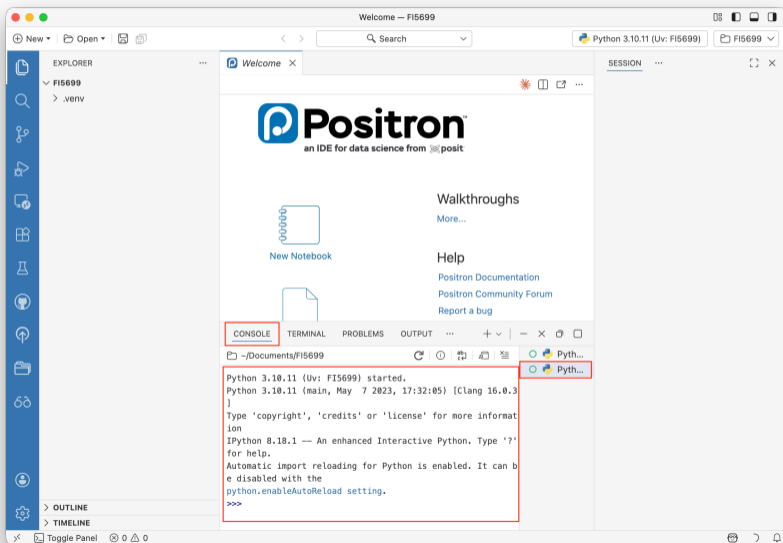 Welcome — FI5699
New
Open
Search
Python 3.10.11 (Uv: FI5699)
FI5699
EXPLORER
...
FI5699
.venv
OUTLINE
TIMELINE
Welcome
...
Positron™
an IDE for data science from posit
New Notebook
Walkthroughs
More...
Help
Positron Documentation
Positron Community Forum
Report a bug
CONSOLE TERMINAL PROBLEMS OUTPUT ...
~/Documents/FI5699
Pyth...
Pyth...
Python 3.10.11 (Uv: FI5699) started.
Python 3.10.11 (main, May  7 2023, 17:32:05) [Clang 16.0.3
]
Type 'copyright', 'credits' or 'license' for more informat
ion
IPython 8.18.1 -- An enhanced Interactive Python. Type '?'
for help.
Automatic import reloading for Python is enabled. It can b
e disabled with the
python.enableAutoReload setting.
>>>
SESSION ...
Toggle Panel 0 0